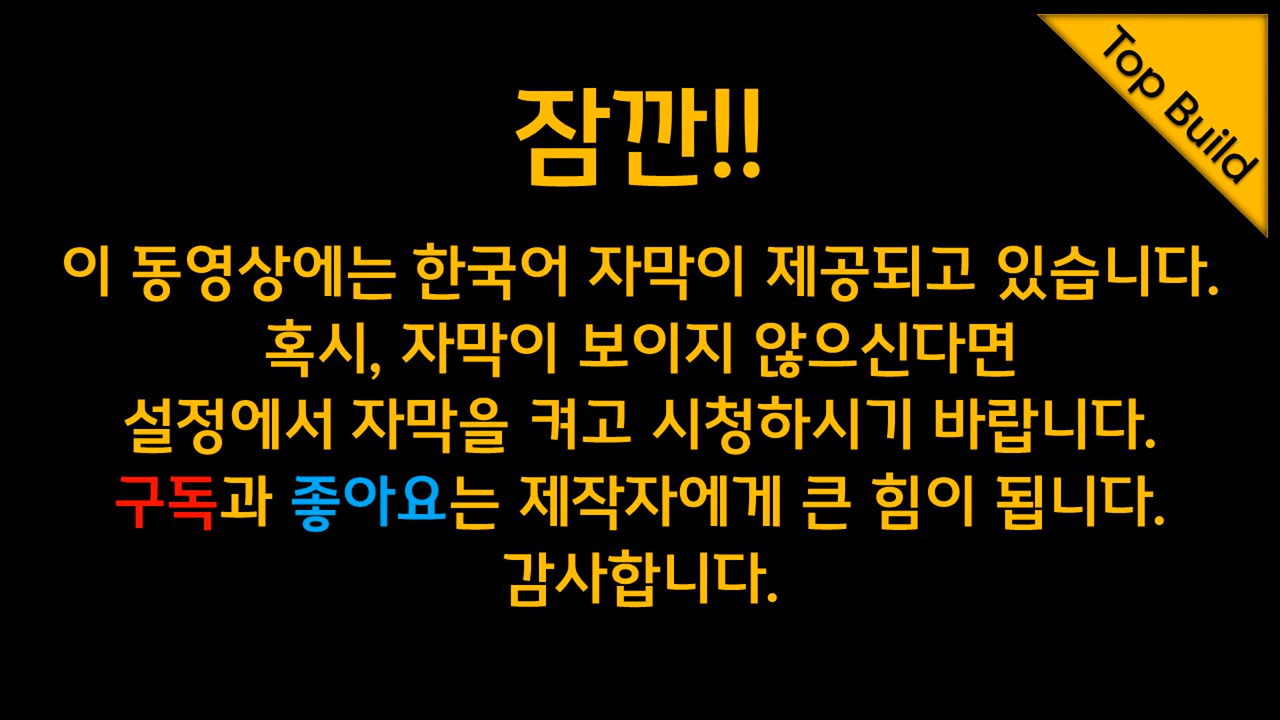 Top Build
잠깐!!
이 동영상에는 한국어 자막이 제공되고 있습니다.
혹시, 자막이 보이지 않으신다면
설정에서 자막을 켜고 시청하시기 바랍니다.
구독과 좋아요는 제작자에게 큰 힘이 됩니다.
감사합니다.